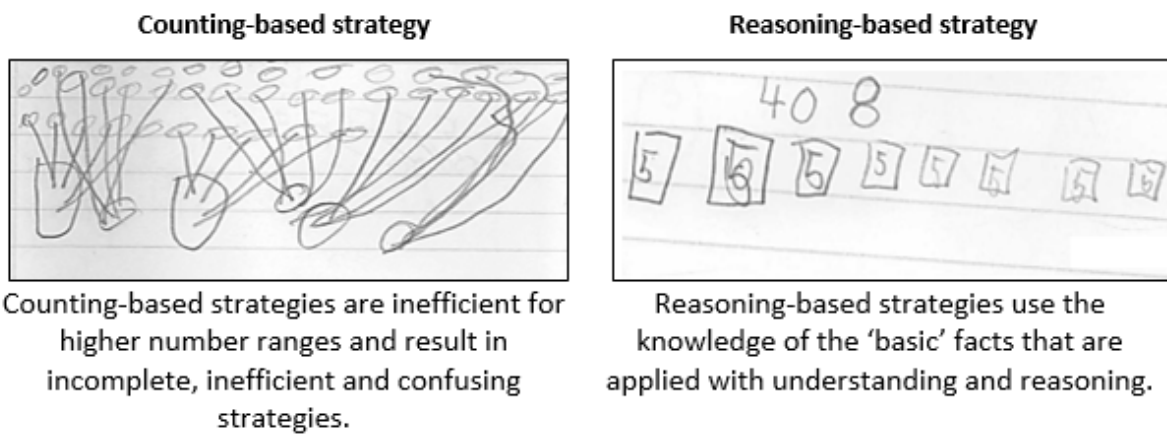 Counting-based strategy
Reasoning-based strategy
40 8
5 5 5 5 5 5 5 5
Counting-based strategies are inefficient for
higher number ranges and result in
incomplete, inefficient and confusing
strategies.
Reasoning-based strategies use the
knowledge of the ‘basic’ facts that are
applied with understanding and reasoning.